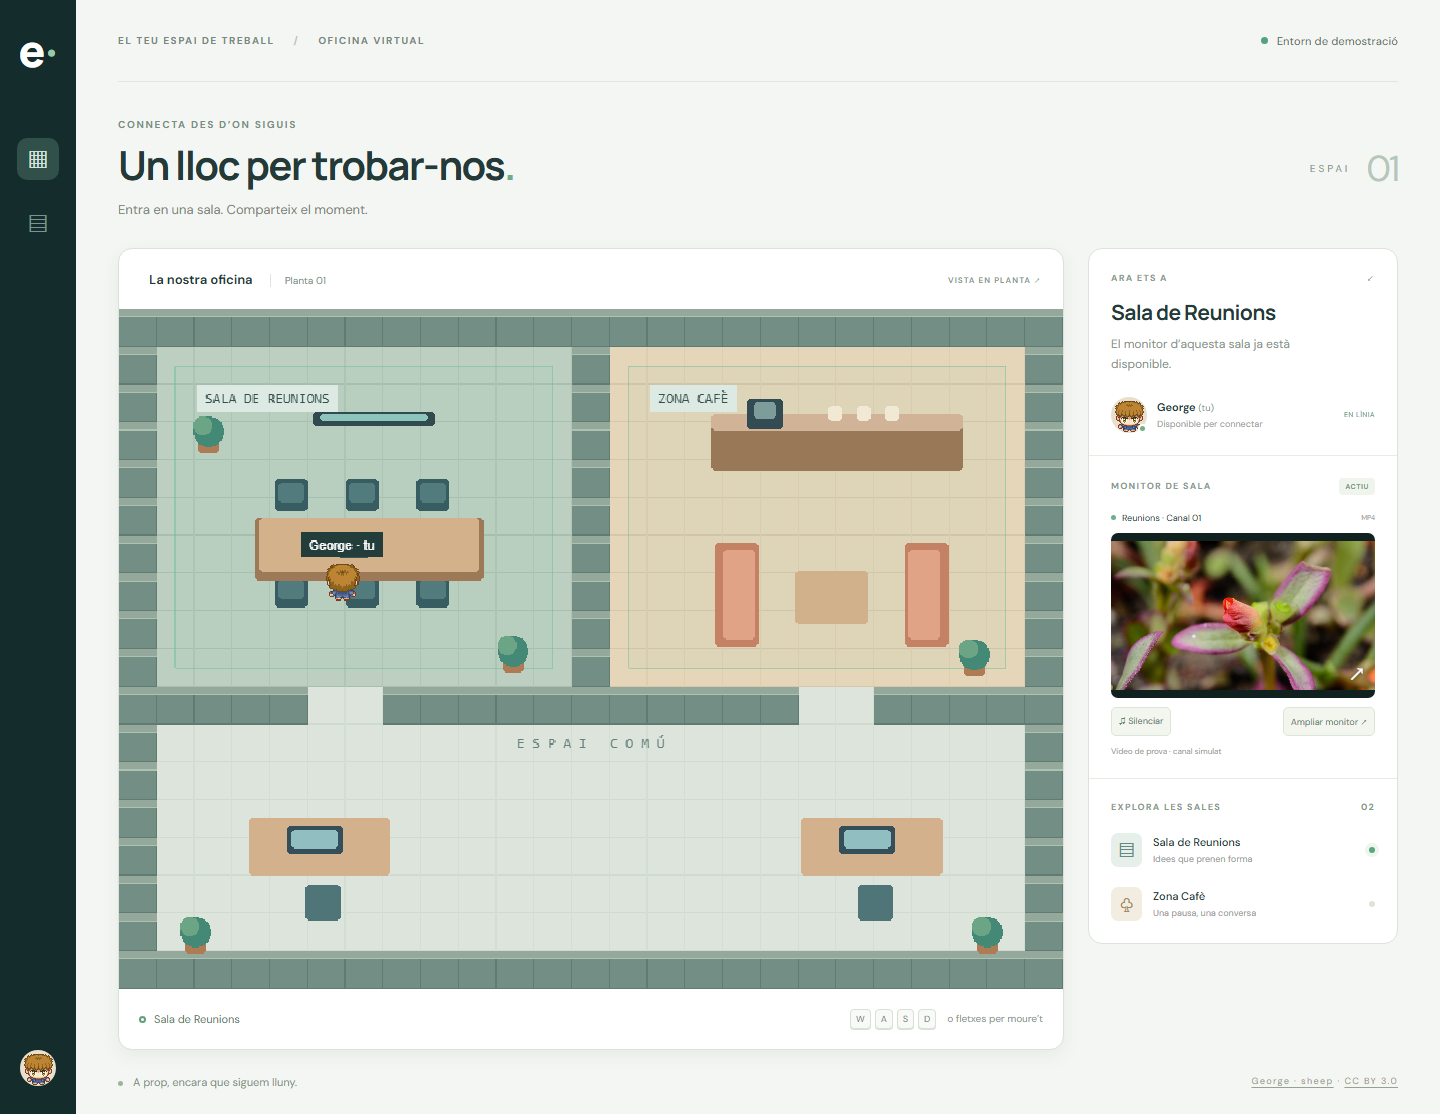 e
EL TEU ESPAI DE TREBALL / OFICINA VIRTUAL
Entorn de demostració
CONNECTA DES D'ON SIGUIS
Un lloc per trobar-nos.
ESPAI 01
Entra en una sala. Comparteix el moment.
La nostra oficina
Planta 01
VISTA EN PLANTA ↗
SALA DE REUNIONS
ZONA CAFÈ
George · tu
ESPAI COMÚ
Sala de Reunions
W A S D o fletxes per moure't
ARA ETS A
Sala de Reunions
El monitor d'aquesta sala ja està
disponible.
George (tu)
Disponible per connectar
EN LÍNIA
MONITOR DE SALA
ACTIU
Reunions · Canal 01
MP4
♫ Silenciar
Ampliar monitor ↗
Vídeo de prova · canal simulat
EXPLORA LES SALES
02
Sala de Reunions
Idees que prenen forma
Zona Cafè
Una pausa, una conversa
A prop, encara que siguem lluny.
George · sheep · CC BY 3.0